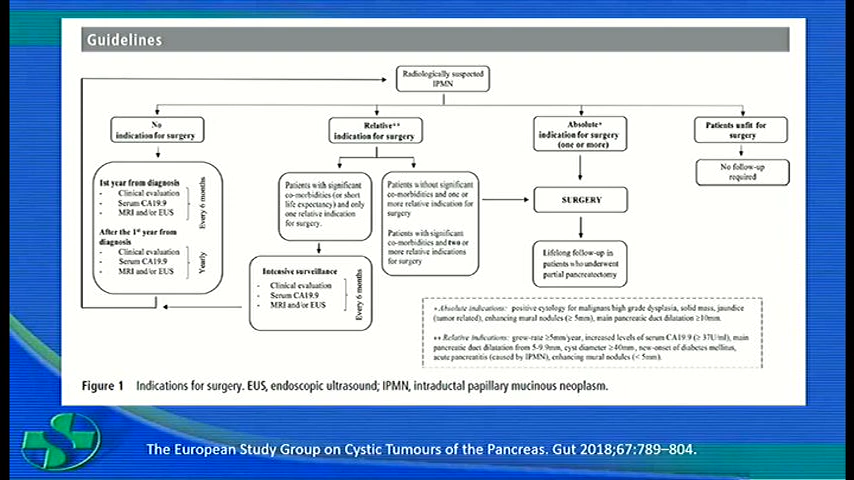 Guidelines
Radiologically suspected
IPMN
No
indication for surgery
Relative**
indication for surgery
Absolute*
indication for surgery
(one or more)
Patients unfit for
surgery
No follow-up
required
1st year from diagnosis
- Clinical evaluation
- Serum CA19.9
- MRI and/or EUS
Every 6 months
After the 1st year from
diagnosis
- Clinical evaluation
- Serum CA19.9
- MRI and/or EUS
Yearly
Patients with significant
co-morbidities (or short
life expectancy) and only
one relative indication
for surgery.
Patients without significant
co-morbidities and one or
more relative indication for
surgery
Patients with significant
co-morbidities and two or
more relative indications
for surgery
SURGERY
Lifelong follow-up in
patients who underwent
partial pancreatectomy
Intensive surveillance
- Clinical evaluation
- Serum CA19.9
- MRI and/or EUS
Every 6 months
* Absolute indications: positive cytology for malignant/high grade dysplasia, solid mass, jaundice
(tumor related), enhancing mural nodules (≥ 5mm), main pancreatic duct dilatation ≥10mm.
** Relative Indications: grow-rate ≥5mm/year, increased levels of serum CA19.9 (≥ 37U/ml), main
pancreatic duct dilatation from 5-9.9mm, cyst diameter ≥40mm, new-onset of diabetes mellitus,
acute pancreatitis (caused by IPMN), enhancing mural nodules (< 5mm).
Figure 1 Indications for surgery. EUS, endoscopic ultrasound; IPMN, intraductal papillary mucinous neoplasm.
The European Study Group on Cystic Tumours of the Pancreas. Gut 2018;67:789–804.